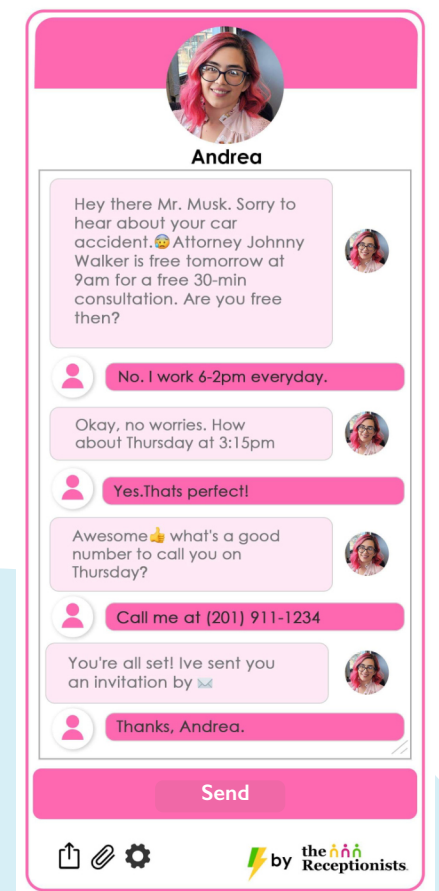 Andrea
Hey there Mr. Musk. Sorry to
hear about your car
accident.😰Attorney Johnny
Walker is free tomorrow at
9am for a free 30-min
consultation. Are you free
then?
No. I work 6-2pm everyday.
Okay, no worries. How
about Thursday at 3:15pm
Yes.Thats perfect!
Awesome👍 what's a good
number to call you on
Thursday?
Call me at (201) 911-1234
You're all set! Ive sent you
an invitation by ✉️
Thanks, Andrea.
Send
by the
Receptionists.